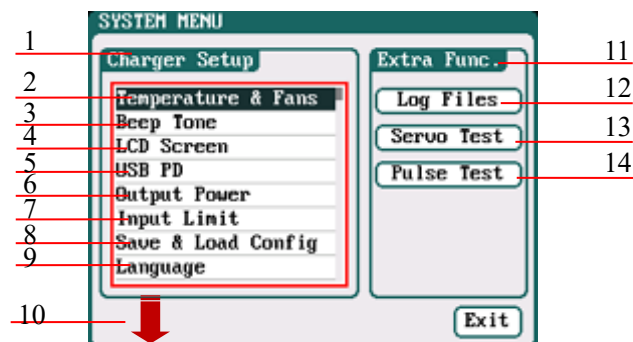 SYSTEM MENU
1 Charger Setup
2 Temperature & Fans
3 Beep Tone
4 LCD Screen
5 USB PD
6 Output Power
7 Input Limit
8 Save & Load Config
9 Language
10
Extra Func. 11
Log Files 12
Servo Test 13
Pulse Test 14
Exit